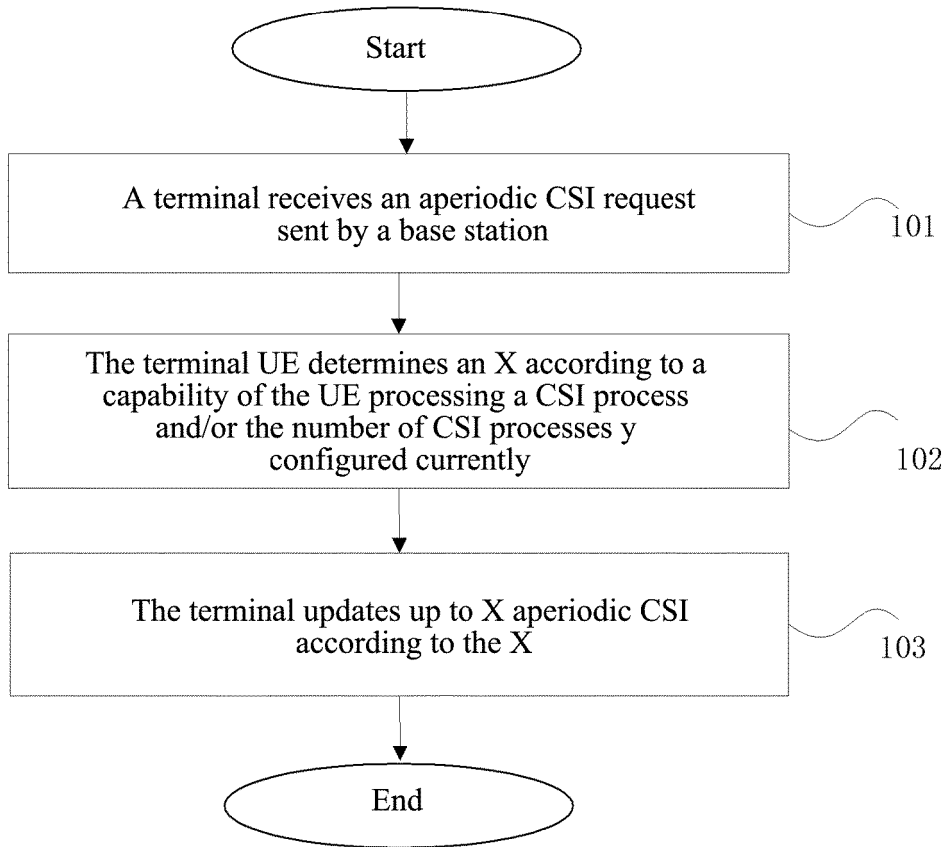 Start
A terminal receives an aperiodic CSI request
sent by a base station
101
The terminal UE determines an X according to a
capability of the UE processing a CSI process
and/or the number of CSI processes y
configured currently
102
The terminal updates up to X aperiodic CSI
according to the X
103
End